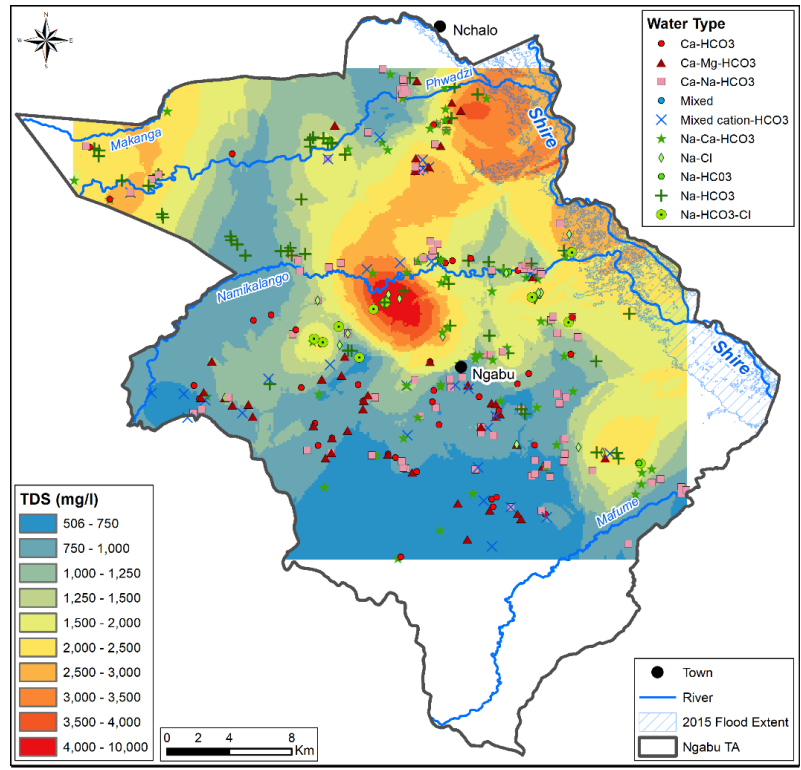 N
W
E
S
Nchalo
Phwadzi
Shire
Makanga
Namikalango
Ngabu
Shire
Mafume
Water Type
Ca-HCO3
Ca-Mg-HCO3
Ca-Na-HCO3
Mixed
Mixed cation-HCO3
Na-Ca-HCO3
Na-Cl
Na-HC03
Na-HCO3
Na-HCO3-Cl
TDS (mg/l)
506 - 750
750 - 1,000
1,000 - 1,250
1,250 - 1,500
1,500 - 2,000
2,000 - 2,500
2,500 - 3,000
3,000 - 3,500
3,500 - 4,000
4,000 - 10,000
0 2 4 8
Km
Town
River
2015 Flood Extent
Ngabu TA